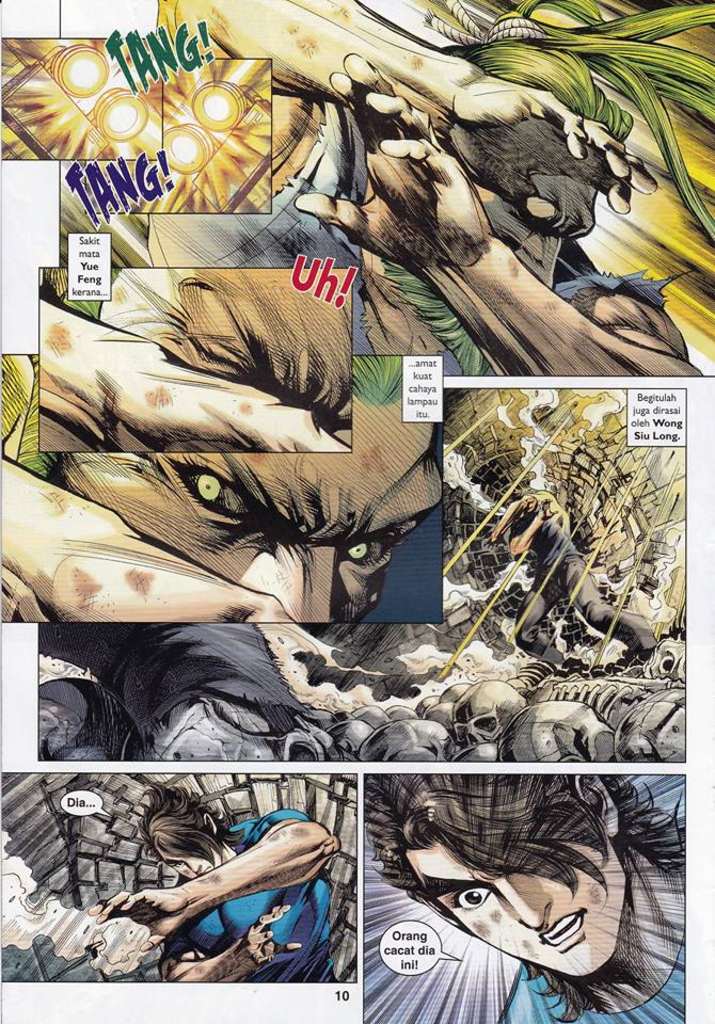 TANG!
TANG!
Sakit
mata
Yue
Feng
kerana...
Uh!
...amat
kuat
cahaya
lampau
itu.
Begitulah
juga dirasai
oleh Wong
Siu Long.
Dia...
Orang
cacat dia
ini!
10